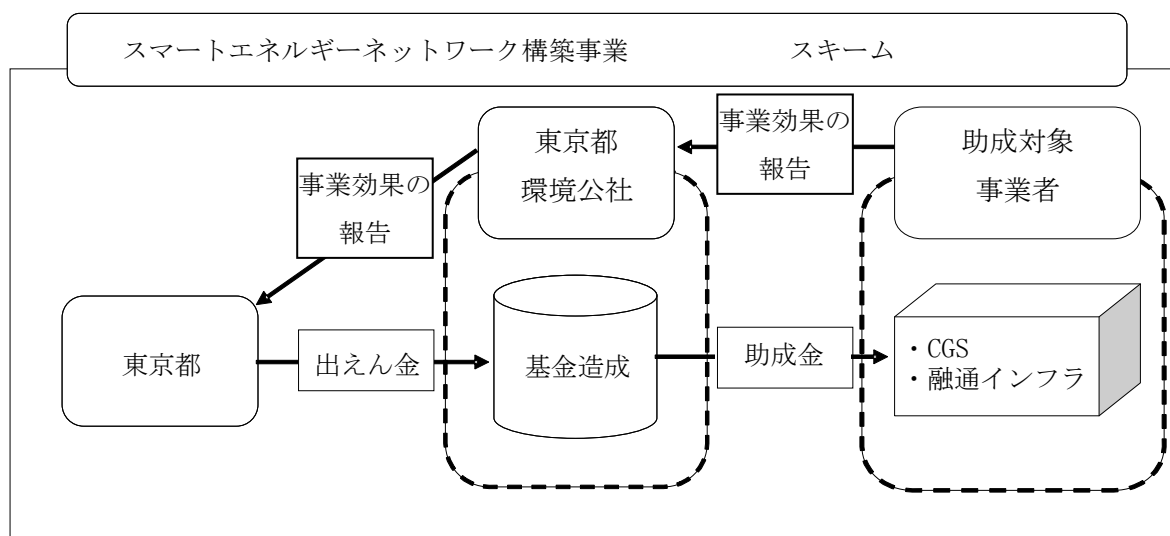 スマートエネルギーネットワーク構築事業　　　スキーム
東京都
環境公社
事業効果の
報告
助成対象
事業者
事業効果の
報告
東京都
出えん金
基金造成
助成金
・CGS
・融通インフラ